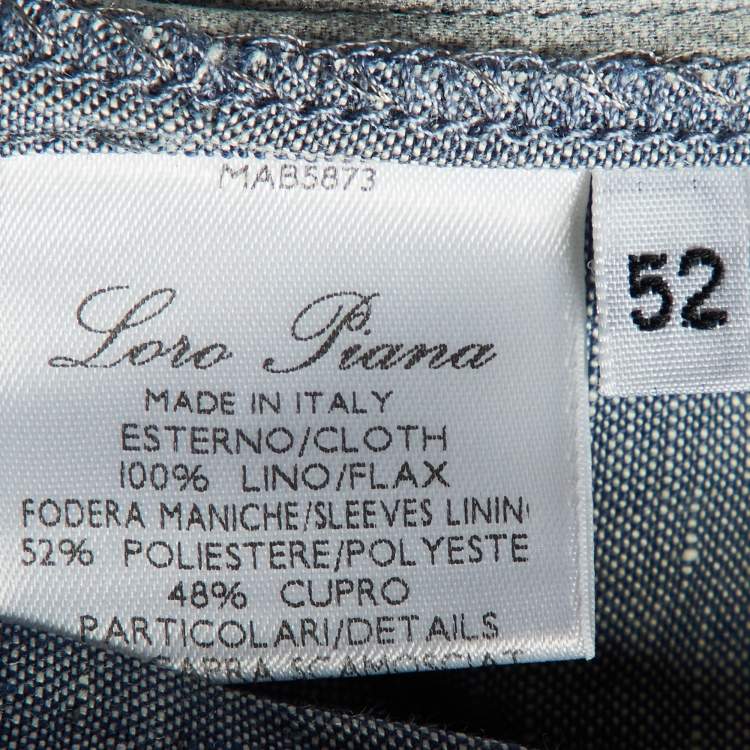 MAB5873
52
Loro Piana
MADE IN ITALY
ESTERNO/CLOTH
100% LINO/FLAX
FODERA MANICHE/SLEEVES LININ
52% POLIESTERE/POLYESTE
48% CUPRO
PARTICOLARI/DETAILS